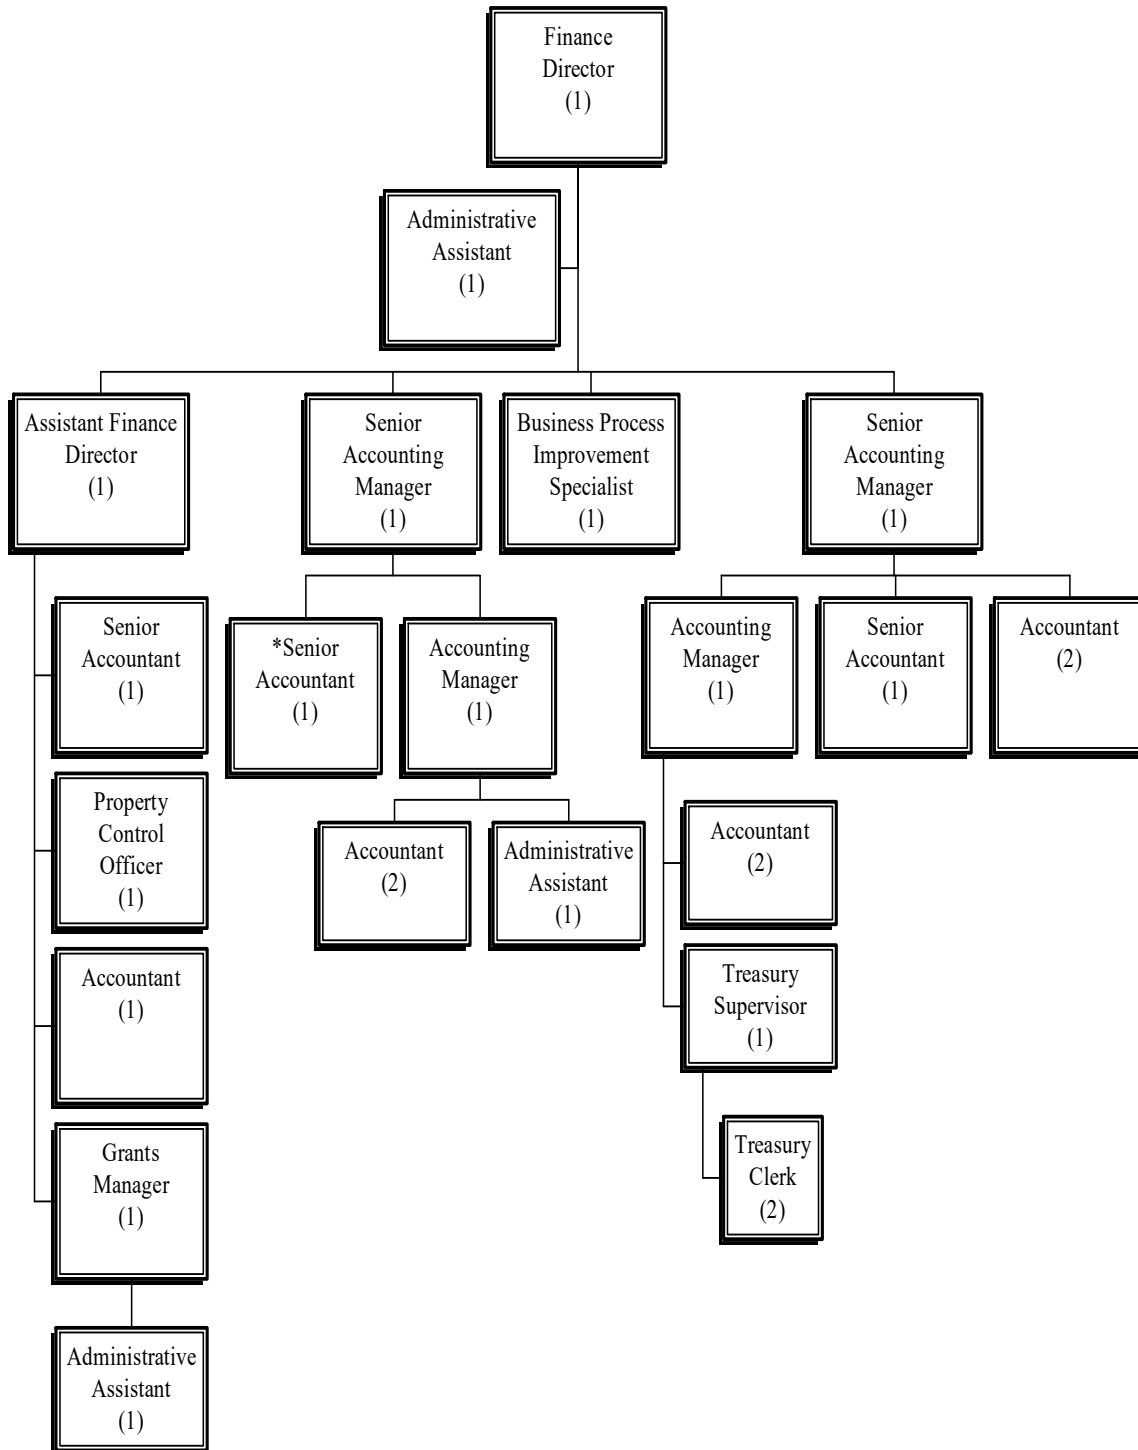 Finance
Director
(1)
Administrative
Assistant
(1)
Assistant Finance
Director
(1)
Senior
Accounting
Manager
(1)
Business Process
Improvement
Specialist
(1)
Senior
Accounting
Manager
(1)
Senior
Accountant
(1)
Property
Control
Officer
(1)
Accountant
(1)
Grants
Manager
(1)
Administrative
Assistant
(1)
*Senior
Accountant
(1)
Accounting
Manager
(1)
Accountant
(2)
Administrative
Assistant
(1)
Accounting
Manager
(1)
Senior
Accountant
(1)
Accountant
(2)
Accountant
(2)
Treasury
Supervisor
(1)
Treasury
Clerk
(2)